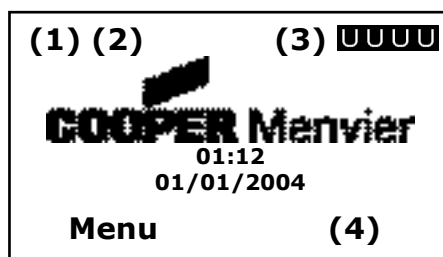 (1) (2) (3) UUUU
COOPER Menvier
01:12
01/01/2004
Menu (4)